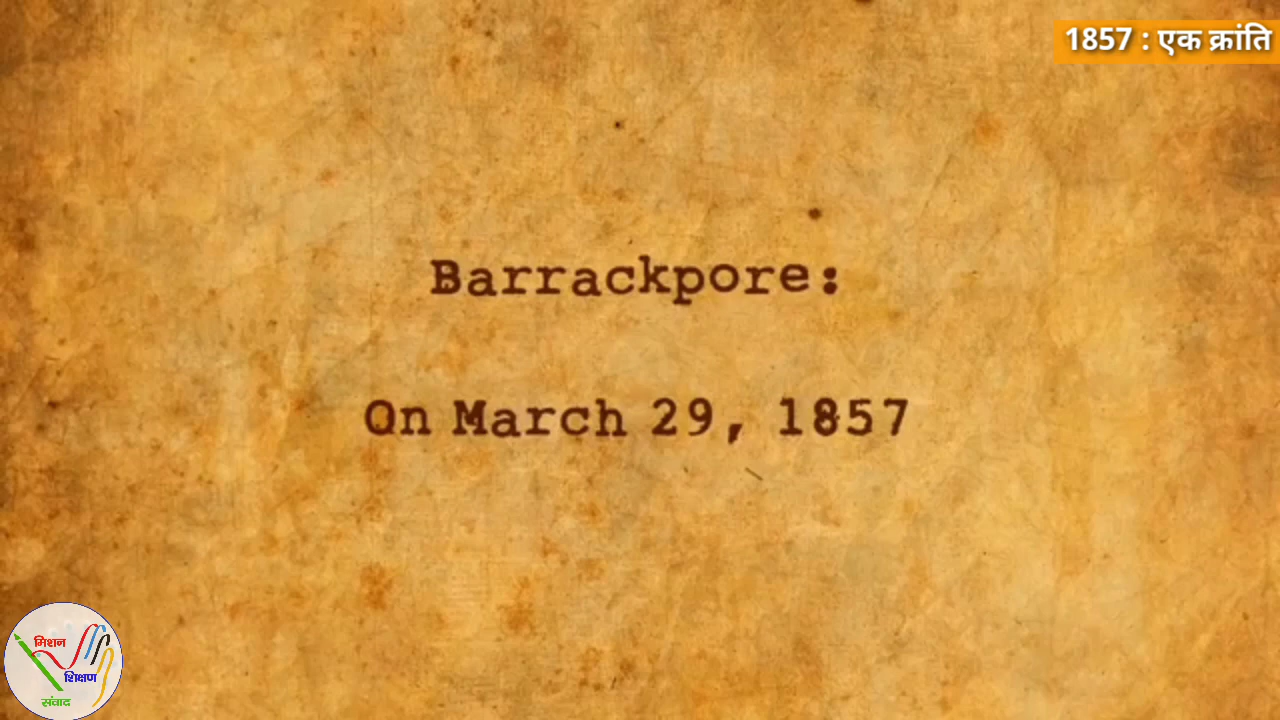 1857 : एक क्रांति
Barrackpore:
On March 29, 1857
मिशन
शिक्षण
संवाद